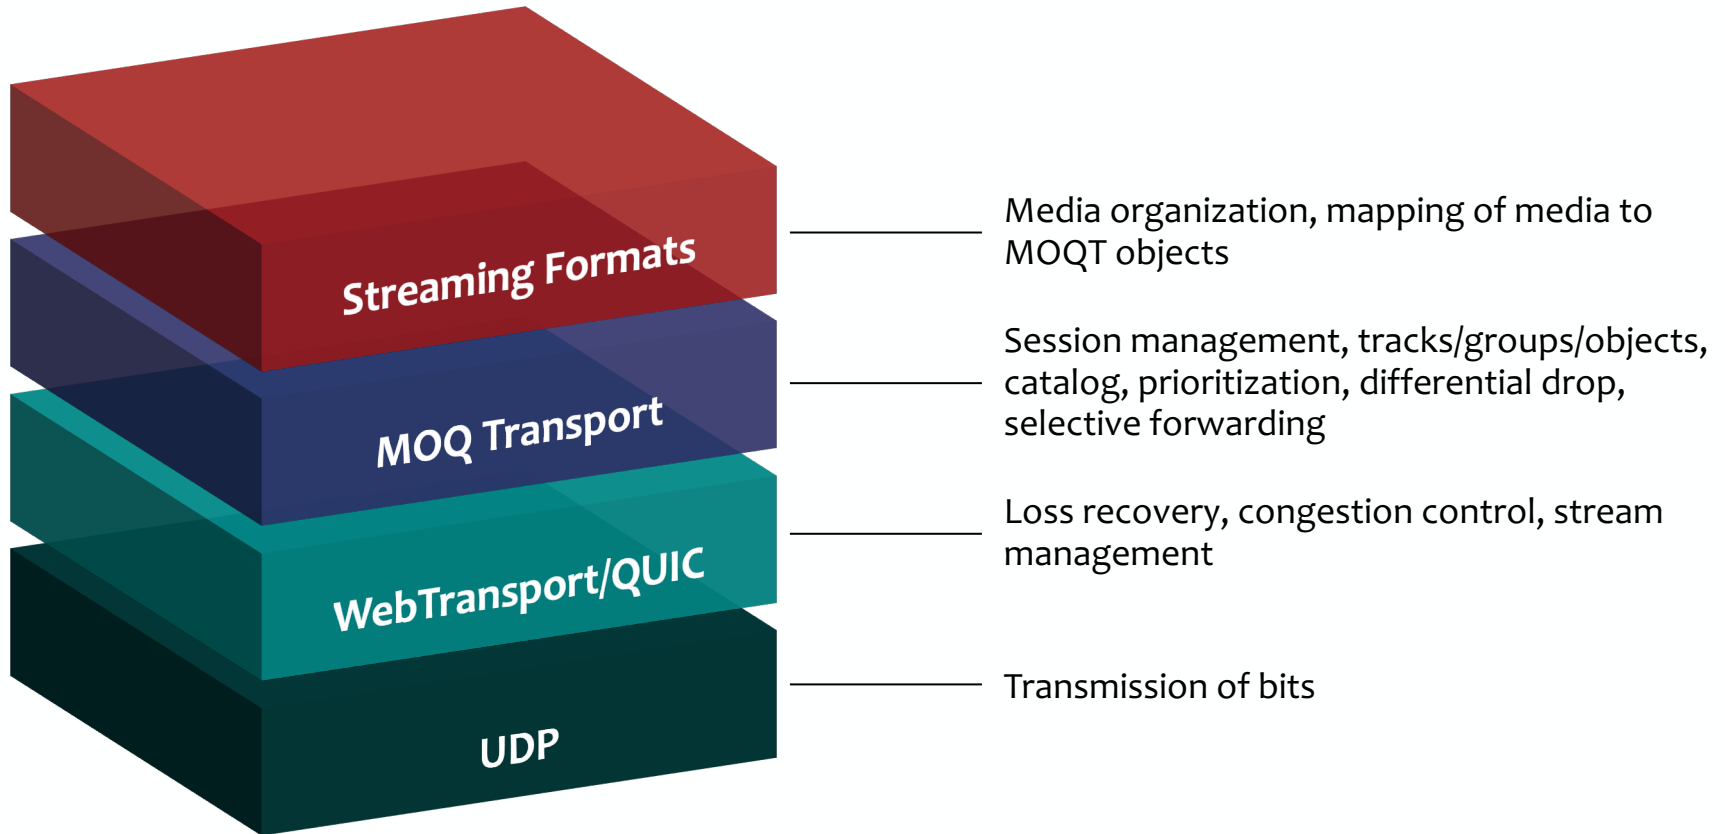 Streaming Formats
Media organization, mapping of media to
MOQT objects
MOQ Transport
Session management, tracks/groups/objects,
catalog, prioritization, differential drop,
selective forwarding
WebTransport/QUIC
Loss recovery, congestion control, stream
management
UDP
Transmission of bits